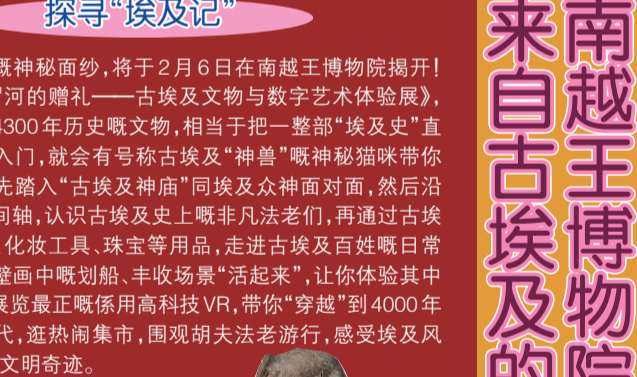 探寻“埃及记”
嘅神秘面纱,将于2月6日在南越王博物院揭开!
河的赠礼——古埃及文物与数字艺术体验展》,
4300年历史嘅文物,相当于把一整部“埃及史”直
入门,就会有号称古埃及“神兽”嘅神秘猫咪带你
先踏入“古埃及神庙”同埃及众神面对面,然后沿
间轴,认识古埃及史上嘅非凡法老们,再通过古埃
化妆工具、珠宝等用品,走进古埃及百姓嘅日常
壁画中嘅划船、丰收场景“活起来”,让你体验其中
展览最正嘅係用高科技VR,带你“穿越”到4000年
代,逛热闹集市,围观胡夫法老游行,感受埃及风
文明奇迹。
南越王博物院
来自古埃及的